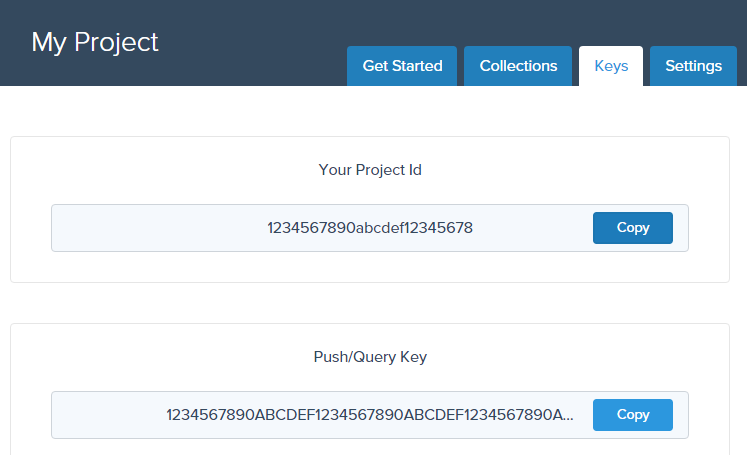 My Project
Get Started
Collections
Keys
Settings
Your Project Id
1234567890abcdef12345678
Copy
Push/Query Key
1234567890ABCDEF1234567890ABCDEF1234567890A...
Copy